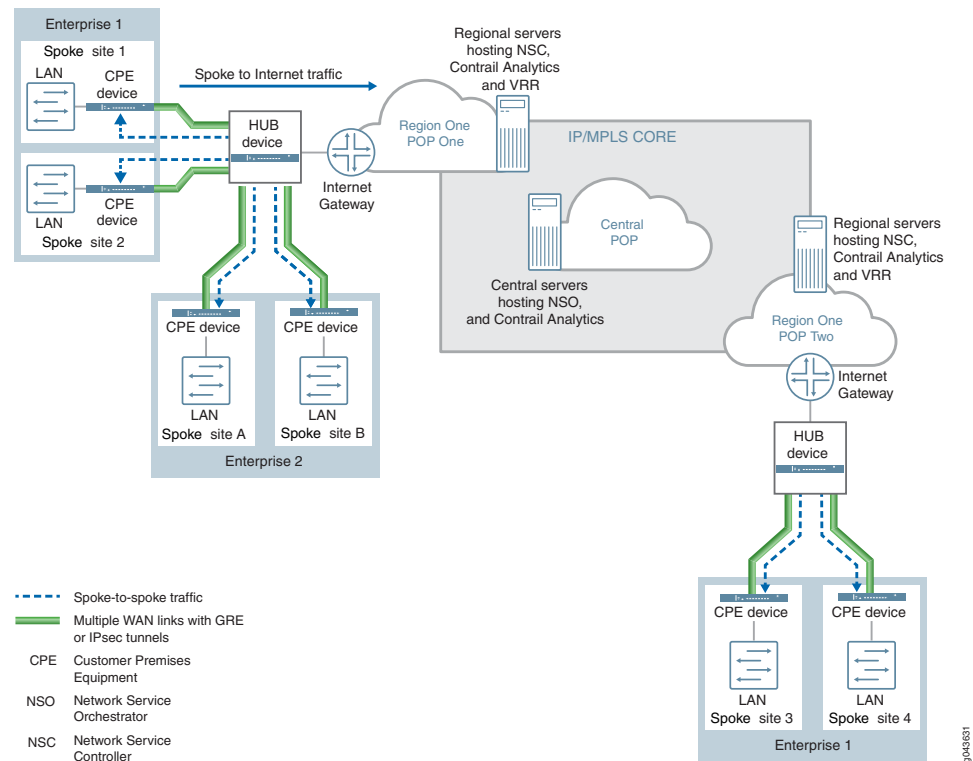 Enterprise 1
Spoke site 1
LAN
CPE
device
Spoke to Internet traffic
HUB
device
LAN
CPE
device
Spoke site 2
Internet
Gateway
Region One
POP One
Regional servers
hosting NSC,
Contrail Analytics
and VRR
IP/MPLS CORE
Central
POP
Central servers
hosting NSO,
and Contrail Analytics
Regional servers
hosting NSC,
Contrail Analytics
and VRR
Region One
POP Two
Internet
Gateway
HUB
device
CPE device
LAN
Spoke site A
CPE device
LAN
Spoke site B
Enterprise 2
CPE device
LAN
Spoke site 3
CPE device
LAN
Spoke site 4
Enterprise 1
Spoke-to-spoke traffic
Multiple WAN links with GRE
or IPsec tunnels
CPE Customer Premises
Equipment
NSO Network Service
Orchestrator
NSC Network Service
Controller
g043631